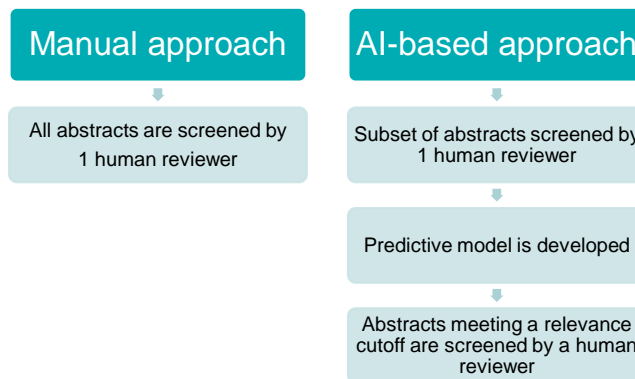 Manual approach
All abstracts are screened by
1 human reviewer
AI-based approach
Subset of abstracts screened by
1 human reviewer
Predictive model is developed
Abstracts meeting a relevance
cutoff are screened by a human
reviewer